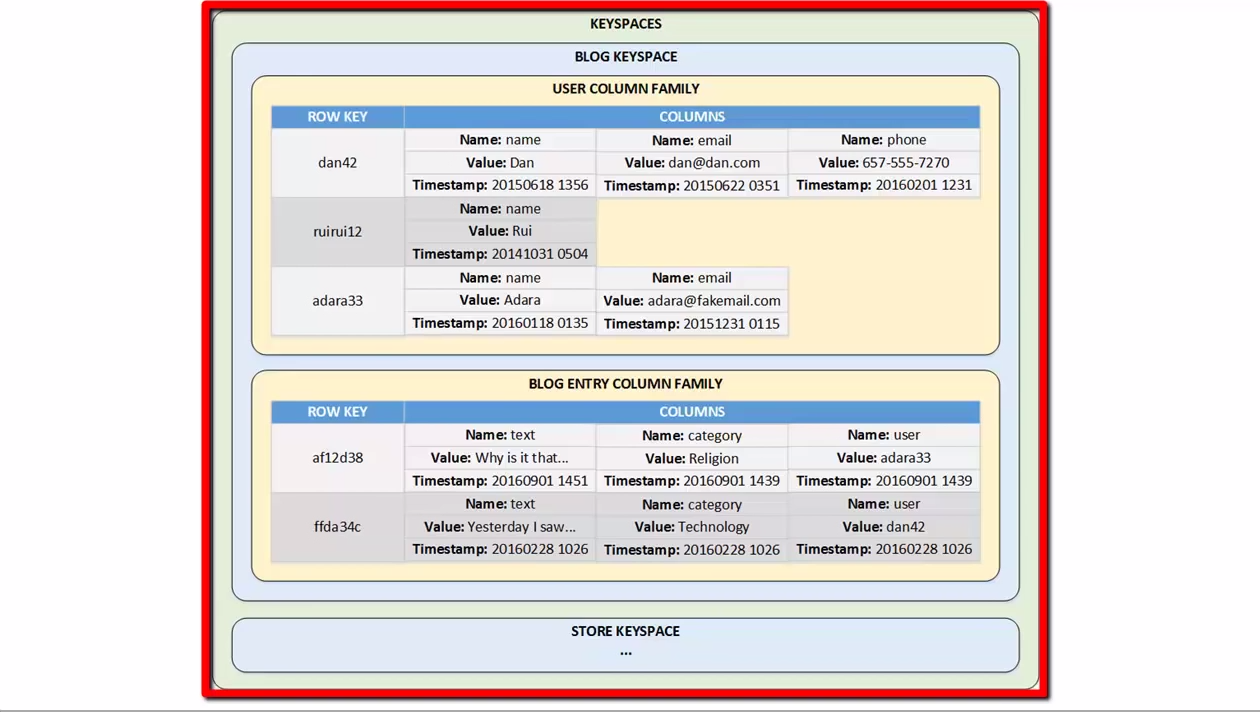 KEYSPACES
BLOG KEYSPACE
USER COLUMN FAMILY
ROW KEY COLUMNS
dan42
Name: name Name: email Name: phone
Value: Dan Value: dan@dan.com Value: 657-555-7270
Timestamp: 20150618 1356 Timestamp: 20150622 0351 Timestamp: 20160201 1231
ruirui12
Name: name
Value: Rui
Timestamp: 20141031 0504
adara33
Name: name Name: email
Value: Adara Value: adara@fakemail.com
Timestamp: 20160118 0135 Timestamp: 20151231 0115
BLOG ENTRY COLUMN FAMILY
ROW KEY COLUMNS
af12d38
Name: text Name: category Name: user
Value: Why is it that... Value: Religion Value: adara33
Timestamp: 20160901 1451 Timestamp: 20160901 1439 Timestamp: 20160901 1439
ffda34c
Name: text Name: category Name: user
Value: Yesterday I saw... Value: Technology Value: dan42
Timestamp: 20160228 1026 Timestamp: 20160228 1026 Timestamp: 20160228 1026
STORE KEYSPACE
...